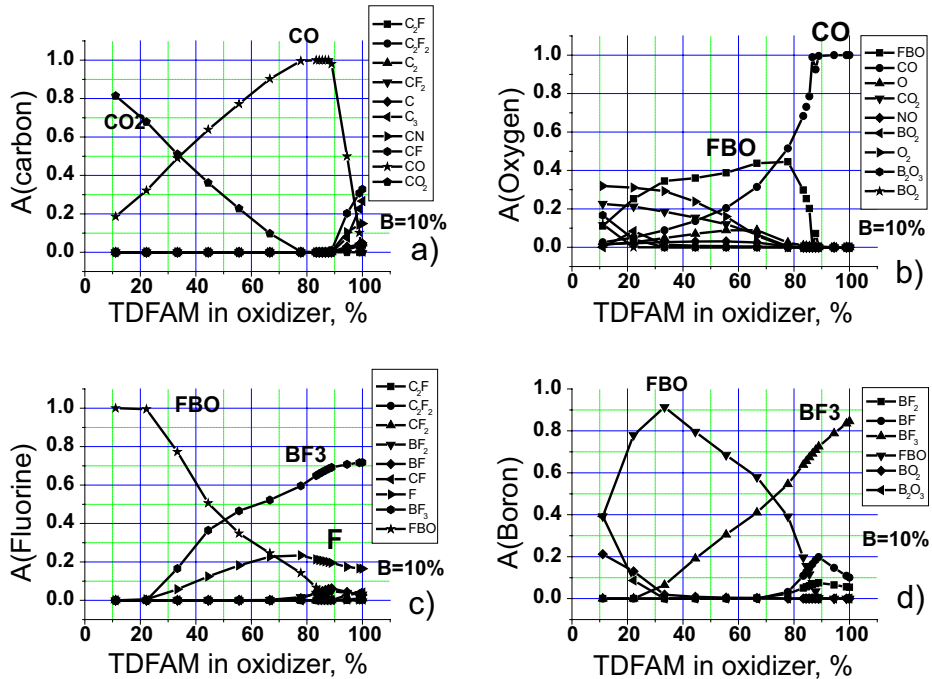 CO
C₂F
C₂F₂
C₂
CF₂
C
C₃
CN
CF
CO
CO₂
CO2
B=10%
a)
A(carbon)
1.0
0.8
0.6
0.4
0.2
0.0
0 20 40 60 80 100
TDFAM in oxidizer, %
CO
FBO
CO
O
CO₂
NO
BO₂
O₂
B₂O₃
BO₂
FBO
B=10%
b)
A(Oxygen)
1.0
0.8
0.6
0.4
0.2
0.0
0 20 40 60 80 100
TDFAM in oxidizer, %
FBO
C₂F
C₂F₂
CF₂
BF₂
BF
CF
F
BF₃
FBO
BF3
F
B=10%
c)
A(Fluorine)
1.0
0.8
0.6
0.4
0.2
0.0
0 20 40 60 80 100
TDFAM in oxidizer, %
FBO
BF₂
BF
BF₃
FBO
BO₂
B₂O₃
BF3
B=10%
d)
A(Boron)
1.0
0.8
0.6
0.4
0.2
0.0
0 20 40 60 80 100
TDFAM in oxidizer, %